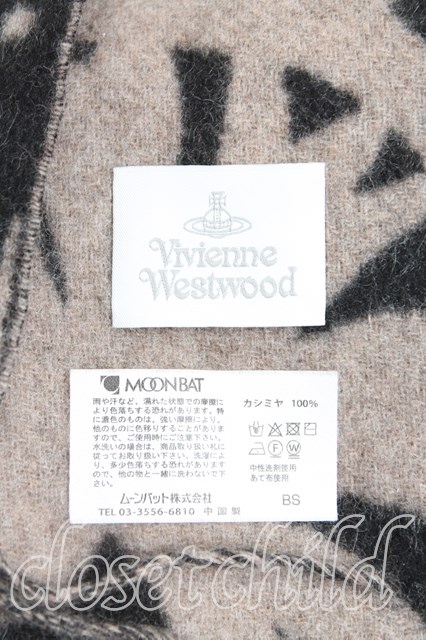 Vivienne
Westwood
MOONBAT
雨や汗など、濡れた状態での摩擦に
より色落ちする恐れがあります。特
に濃色のものは、強い摩擦により、
他のものに色移りすることがありま
すので、ご使用時にご注意下さい。
水洗いの場合は、商品取り扱い札に
従ってお取り扱い下さい。洗濯によ
り、多少色落ちする恐れがあります
ので、他の物と一緒に洗わないで下
さい。
カシミヤ 100%
F W
中性洗剤使用
あて布使用
ムーンバット株式会社
TEL 03-3556-6810 中国製
BS
closet child